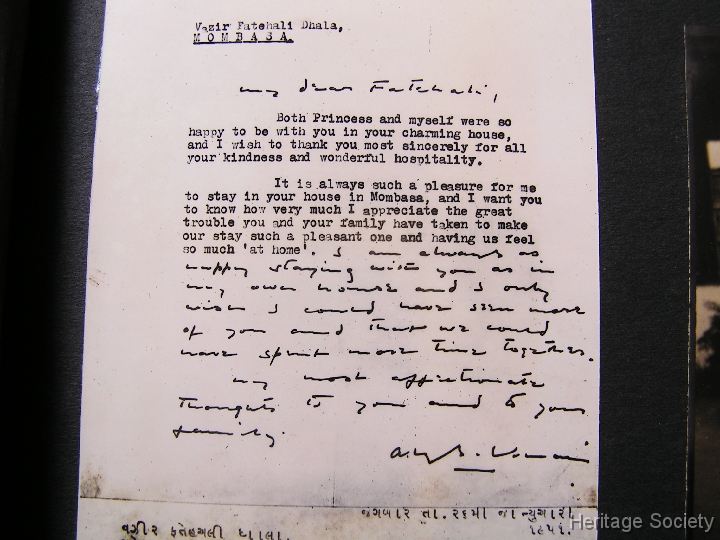 Vazir Fatehali Dhala,
MOMBASA.
my dear Fatehali,
Both Princess and myself were so
happy to be with you in your charming house,
and I wish to thank you most sincerely for all
your kindness and wonderful hospitality.
It is always such a pleasure for me
to stay in your house in Mombasa, and I want you
to know how very much I appreciate the great
trouble you and your family have taken to make
our stay such a pleasant one and having us feel
so much 'at home'. I am always as
happy staying with you as in
my own house and I only
wish I could have seen more
of you and that we could
have spent more time together.
my most affectionate
thoughts to you and to your
family.
જંગબાર તા. ૨૬મી જાન્યુઆરી
વઝીર ફતેહઅલી ધાલા. ૧૯૫૧.
Heritage Society